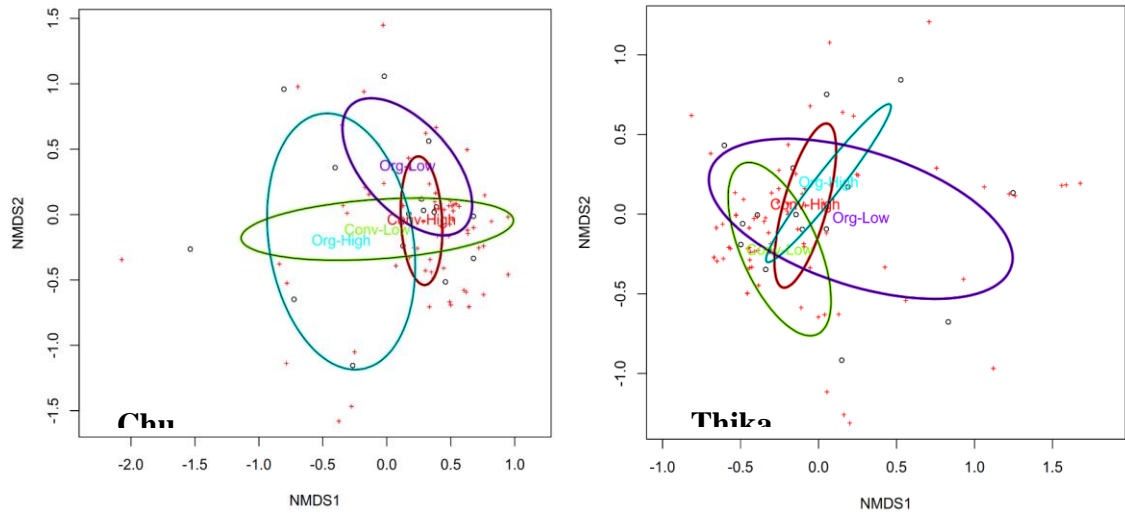 1.5
1.0
0.5
0.0
-0.5
-1.0
-1.5
NMDS2
Org-Low
Conv-High
Conv-Low
Org-High
Chu
-2.0 -1.0 -0.5 0.0 0.5 1.0
NMDS1
1.0
0.5
0.0
-0.5
-1.0
NMDS2
Org-High
Conv-High
Org-Low
Conv-Low
Thika
-1.0 -0.5 0.0 0.5 1.0 1.5
NMDS1